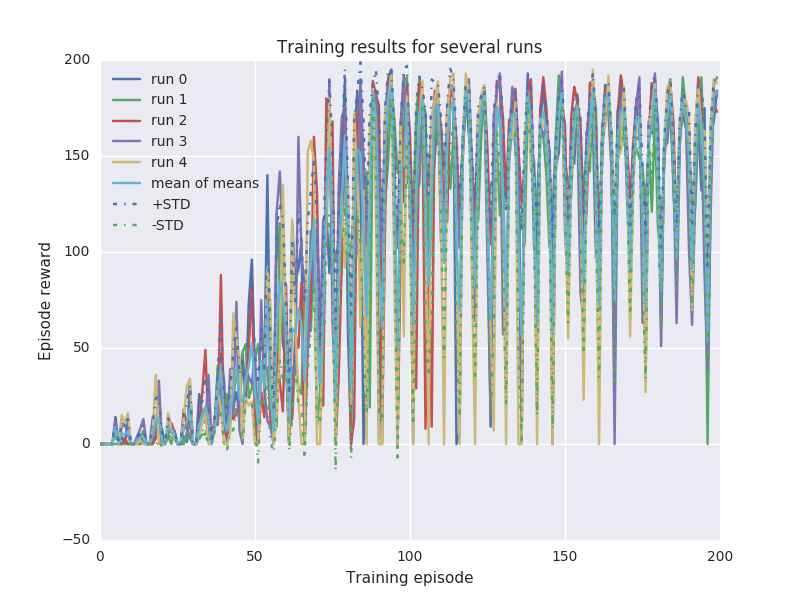 Training results for several runs
200
150
100
50
0
−50
Episode reward
run 0
run 1
run 2
run 3
run 4
mean of means
+STD
-STD
0 50 100 150 200
Training episode